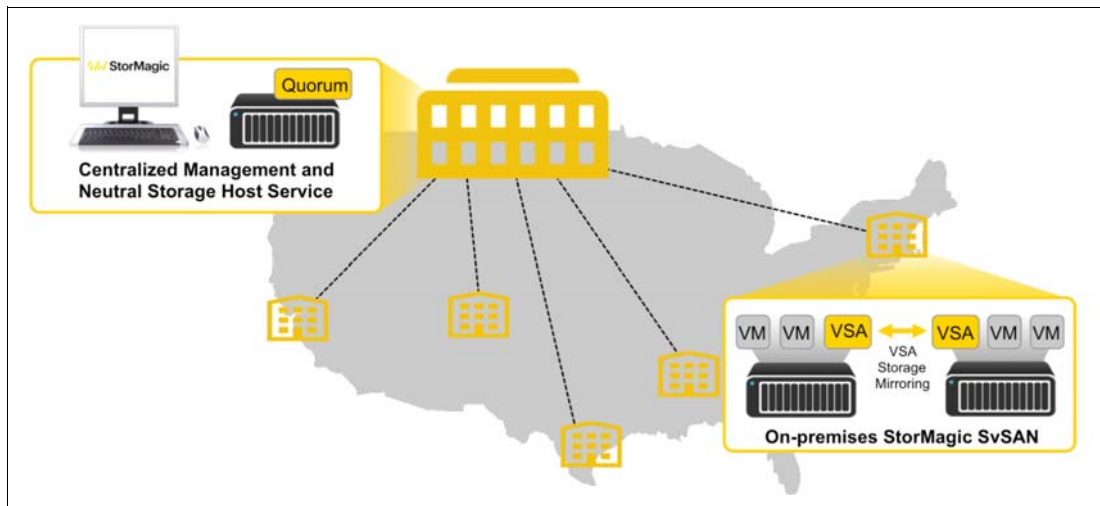 StorMagic
Quorum
Centralized Management and
Neutral Storage Host Service
VM VM VSA VSA VM VM
VSA
Storage
Mirroring
On-premises StorMagic SvSAN